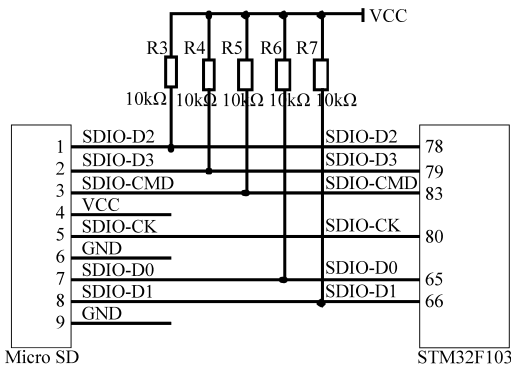 VCC
R3 R4 R5 R6 R7
10kΩ 10kΩ 10kΩ 10kΩ 10kΩ
SDIO-D2 SDIO-D2
1 78
SDIO-D3 SDIO-D3
2 79
SDIO-CMD SDIO-CMD
3 83
VCC
4
SDIO-CK SDIO-CK
5 80
GND
6
SDIO-D0 SDIO-D0
7 65
SDIO-D1 SDIO-D1
8 66
GND
9
Micro SD STM32F103